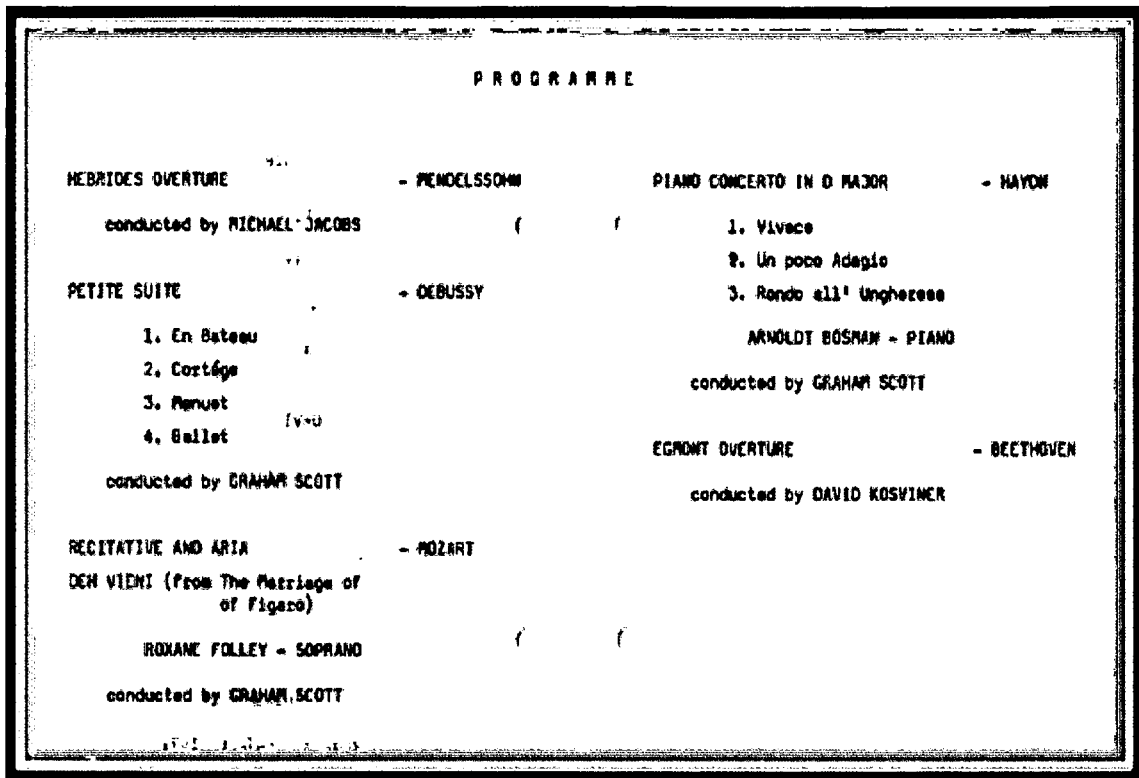 PROGRAMME
HEBRIDES OVERTURE - MENDELSSOHN
conducted by MICHAEL JACOBS
PETITE SUITE - DEBUSSY
1. En Bateau
2. Cortége
3. Menuet
4. Ballet
conducted by GRAHAM SCOTT
RECITATIVE AND ARIA - MOZART
DEH VIENI (from The Marriage of
of Figaro)
ROXANE FOLLEY - SOPRANO
conducted by GRAHAM SCOTT
PIANO CONCERTO IN D MAJOR - HAYDN
1. Vivace
2. Un poco Adagio
3. Rondo all' Ungherese
ARNOLDT BOSMAN - PIANO
conducted by GRAHAM SCOTT
EGMONT OVERTURE - BEETHOVEN
conducted by DAVID KOSVINER